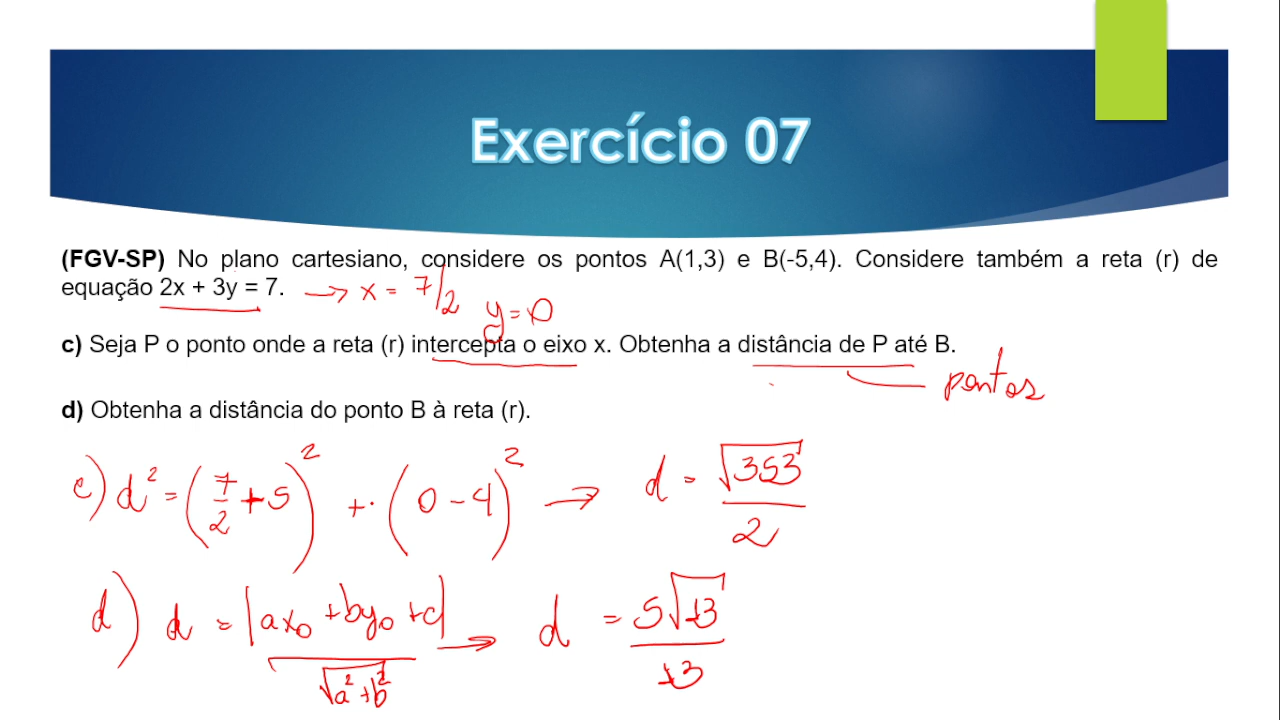 Exercício 07
(FGV-SP) No plano cartesiano, considere os pontos A(1,3) e B(-5,4). Considere também a reta (r) de
equação 2x + 3y = 7. → x = 7/2
y = 0
c) Seja P o ponto onde a reta (r) intercepta o eixo x. Obtenha a distância de P até B.
pontos
d) Obtenha a distância do ponto B à reta (r).
c) d² = (7/2 + 5)² + (0 - 4)² → d = √353/2
d) d = |ax₀ + by₀ + c|/√a² + b² → d = 5√13/13